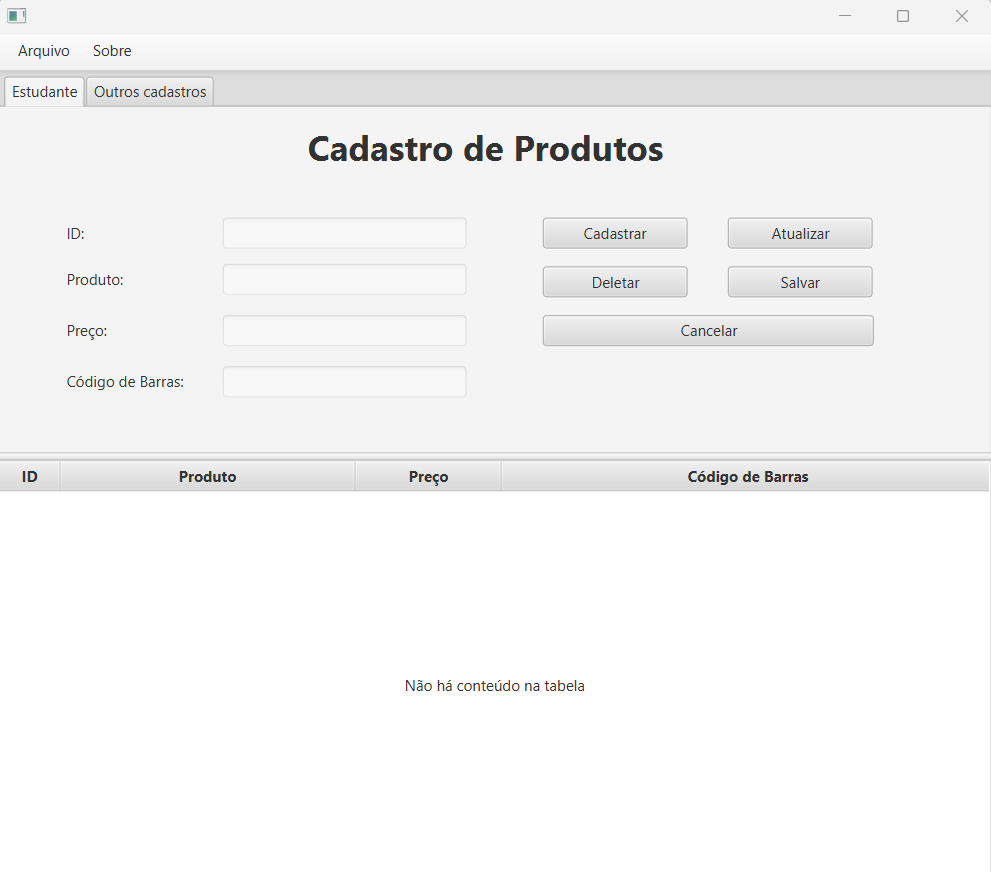 Arquivo Sobre
Estudante Outros cadastros
Cadastro de Produtos
ID: Cadastrar Atualizar
Produto: Deletar Salvar
Preço: Cancelar
Código de Barras:
ID Produto Preço Código de Barras
Não há conteúdo na tabela